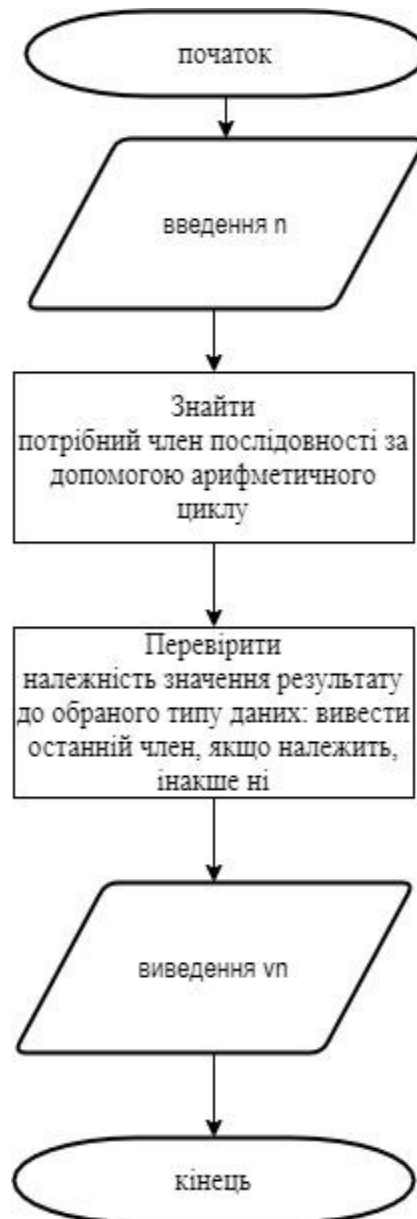 початок
введення n
Знайти
потрібний член послідовності за
допомогою арифметичного
циклу
Перевірити
належність значення результату
до обраного типу даних: вивести
останній член, якщо належить,
інакше ні
виведення vn
кінець